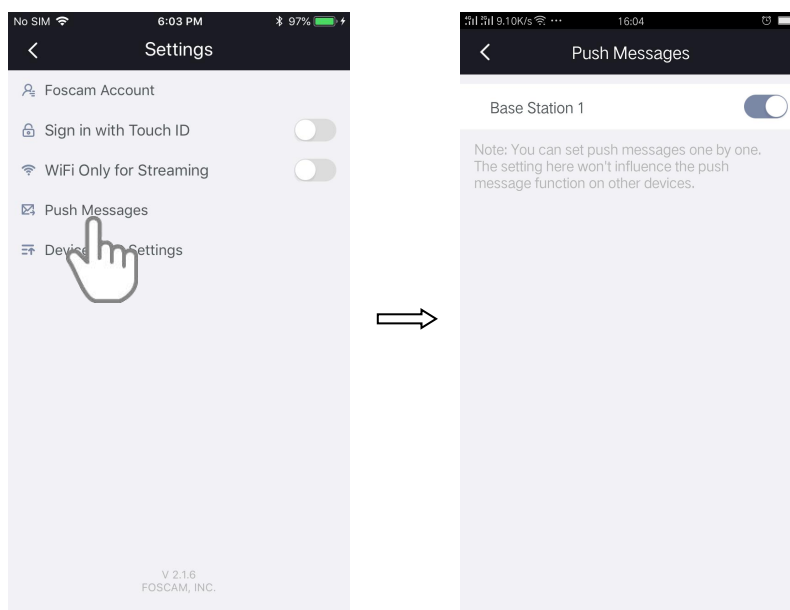 No SIM 6:03 PM 97%
Settings
Foscam Account
Sign in with Touch ID
WiFi Only for Streaming
Push Messages
Device Settings
V 2.1.6
FOSCAM, INC.
9.10K/s ... 16:04
Push Messages
Base Station 1
Note: You can set push messages one by one.
The setting here won't influence the push
message function on other devices.